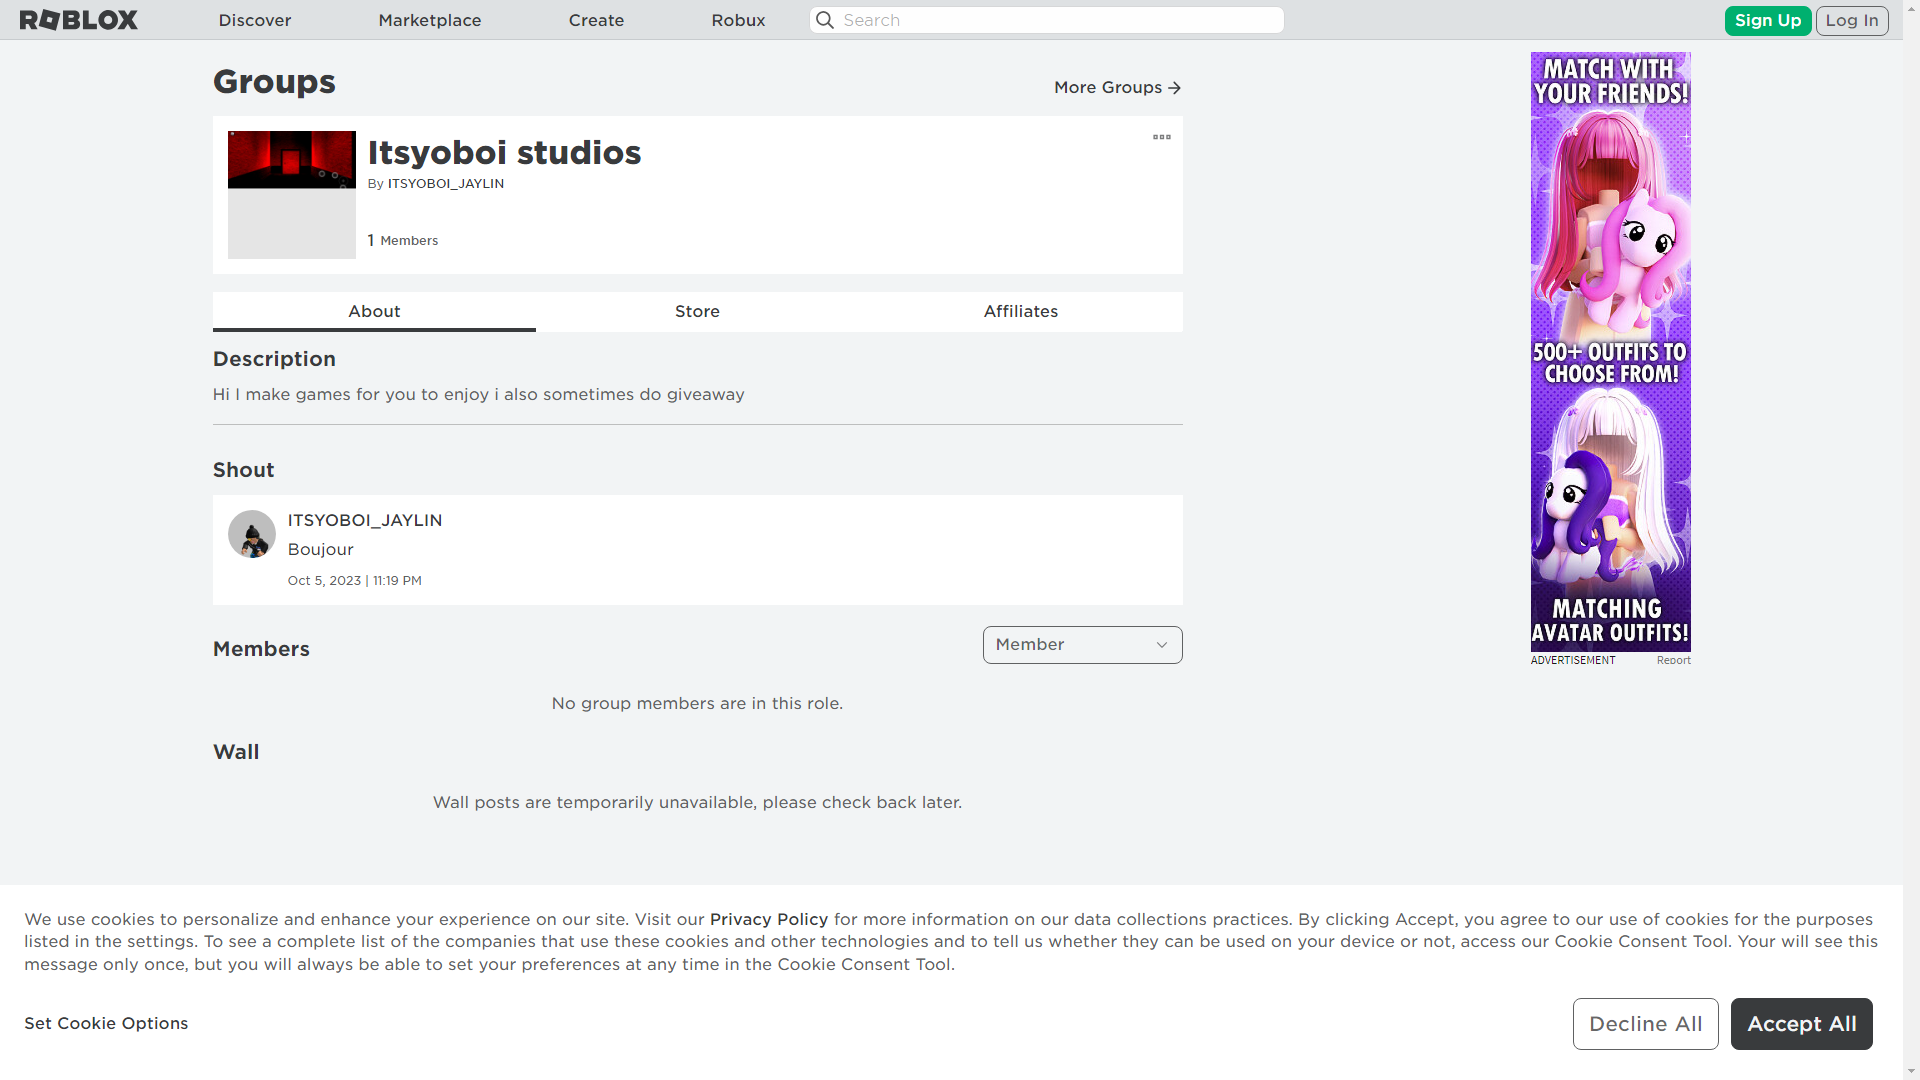 ROBLOX
Discover
Marketplace
Create
Robux
Search
Sign Up
Log In
Groups
More Groups
Itsyoboi studios
By ITSYOBOI_JAYLIN
1 Members
About
Store
Affiliates
Description
Hi I make games for you to enjoy i also sometimes do giveaway
Shout
ITSYOBOI_JAYLIN
Boujour
Oct 5, 2023 | 11:19 PM
Members
Member
No group members are in this role.
Wall
Wall posts are temporarily unavailable, please check back later.
MATCH WITH
YOUR FRIENDS!
500+ OUTFITS TO
CHOOSE FROM!
MATCHING
AVATAR OUTFITS!
ADVERTISEMENT
Report
We use cookies to personalize and enhance your experience on our site. Visit our Privacy Policy for more information on our data collections practices. By clicking Accept, you agree to our use of cookies for the purposes
listed in the settings. To see a complete list of the companies that use these cookies and other technologies and to tell us whether they can be used on your device or not, access our Cookie Consent Tool. Your will see this
message only once, but you will always be able to set your preferences at any time in the Cookie Consent Tool.
Set Cookie Options
Decline All
Accept All